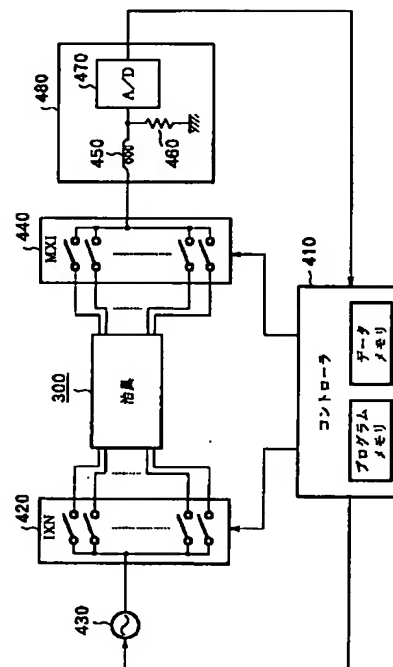 420
IXN
430
300
治具
440
MXI
480
470
A/D
450
460
410
コントローラ
プログラム
メモリ
データ
メモリ